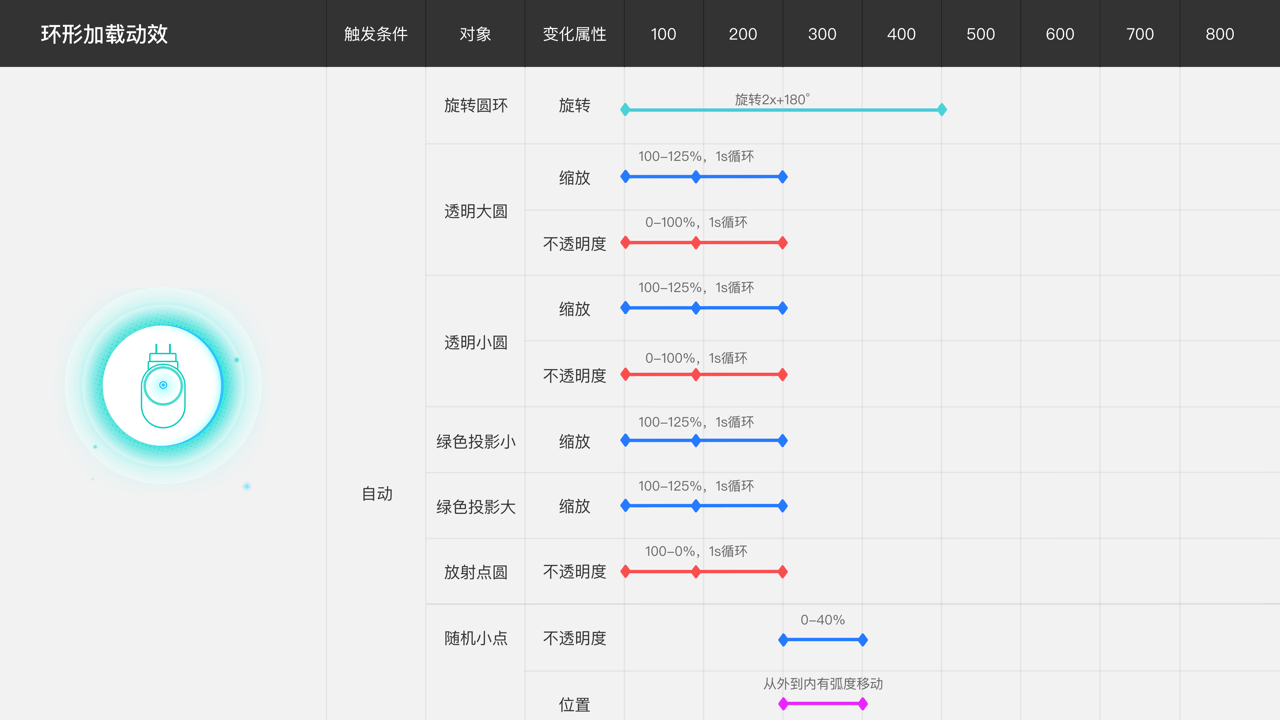 环形加载动效 触发条件 对象 变化属性 100 200 300 400 500 600 700 800
旋转圆环 旋转 旋转2x+180°
透明大圆 缩放 100-125%，1s循环
不透明度 0-100%，1s循环
透明小圆 缩放 100-125%，1s循环
不透明度 0-100%，1s循环
绿色投影小 缩放 100-125%，1s循环
自动
绿色投影大 缩放 100-125%，1s循环
放射点圆 不透明度 100-0%，1s循环
随机小点 不透明度 0-40%
位置 从外到内有弧度移动